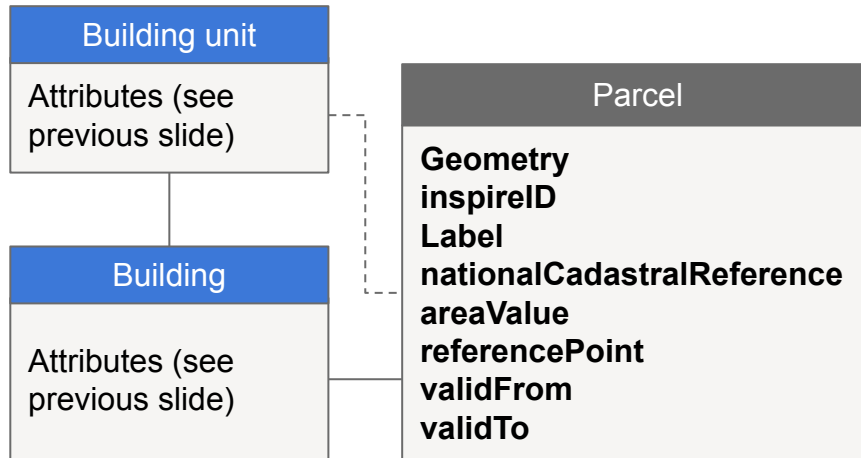 Building unit
Attributes (see
previous slide)
Building
Attributes (see
previous slide)
Parcel
Geometry
inspireID
Label
nationalCadastralReference
areaValue
referencePoint
validFrom
validTo